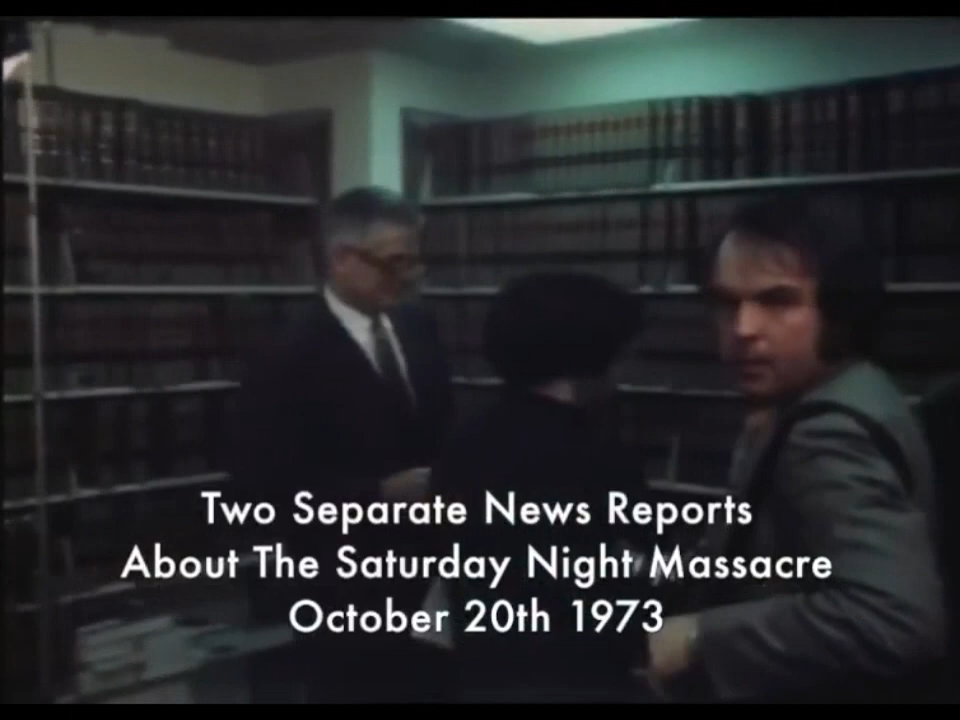 Two Separate News Reports
About The Saturday Night Massacre
October 20th 1973